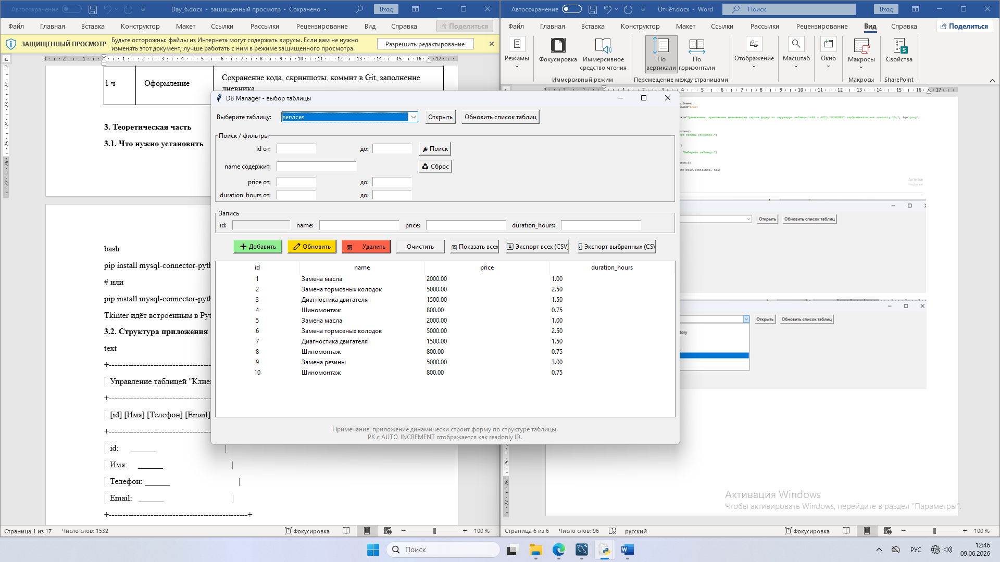 Автосохранение
Day_6.docx - защищенный просмотр - Сохранено
Вход
Файл Главная Вставка Конструктор Макет Ссылки Рассылки Рецензирование Вид Справка
Поделиться
ЗАЩИЩЕННЫЙ ПРОСМОТР
Будьте осторожны: файлы из Интернета могут содержать вирусы. Если вам не нужно
изменять этот документ, лучше работать с ним в режиме защищенного просмотра.
Разрешить редактирование
1 ч
Оформление
Сохранение кода, скриншоты, коммит в Git, заполнение
дневника
3. Теоретическая часть
3.1. Что нужно установить
bash
pip install mysql-connector-pyth
# или
pip install mysql-connector-pyth
Tkinter идёт встроенным в Pyt
3.2. Структура приложения
text
+--------------------------------------
| Управление таблицей "Клие
+--------------------------------------
| [id] [Имя] [Телефон] [Email]
+--------------------------------------
| id: ______ |
| Имя: ______ |
| Телефон: ______ |
| Email: ______ |
+--------------------------------------------------+
Страница 1 из 17
Число слов: 1532
Фокусировка
100 %
DB Manager - выбор таблицы
Выберите таблицу:
services
Открыть
Обновить список таблиц
Поиск / фильтры
id от:
до:
Поиск
name содержит:
Сброс
price от:
до:
duration_hours от:
до:
Запись
id:
name:
price:
duration_hours:
Добавить
Обновить
Удалить
Очистить
Показать всех
Экспорт всех (CSV)
Экспорт выбранных (CSV
id name price duration_hours
1 Замена масла 2000.00 1.00
2 Замена тормозных колодок 5000.00 2.50
3 Диагностика двигателя 1500.00 1.50
4 Шиномонтаж 800.00 0.75
5 Замена масла 2000.00 1.00
6 Замена тормозных колодок 5000.00 2.50
7 Диагностика двигателя 1500.00 1.50
8 Шиномонтаж 800.00 0.75
9 Замена резины 5000.00 3.00
10 Шиномонтаж 800.00 0.75
Примечание: приложение динамически строит форму по структуре таблицы.
PK с AUTO_INCREMENT отображается как readonly ID.
Автосохранение
Отчёт.docx - Word
Поиск
Вход
Файл Главная Вставка Конструктор Макет Ссылки Рассылки Рецензирование Вид Справка
Поделиться
Режимы
Фокусировка
Иммерсивное
средство чтения
Иммерсивный режим
По
вертикали
По
горизонтали
Перемещение между страницами
Отображение
Масштаб
Окно
Макросы
Макросы
Свойства
SharePoint
Открыть
Обновить список таблиц
Открыть
Обновить список таблиц
tory
Активация Windows
Чтобы активировать Windows, перейдите в раздел "Параметры".
Страница 6 из 6
Число слов: 96
русский
Фокусировка
100 %
Поиск
РУС
12:46
09.06.2026